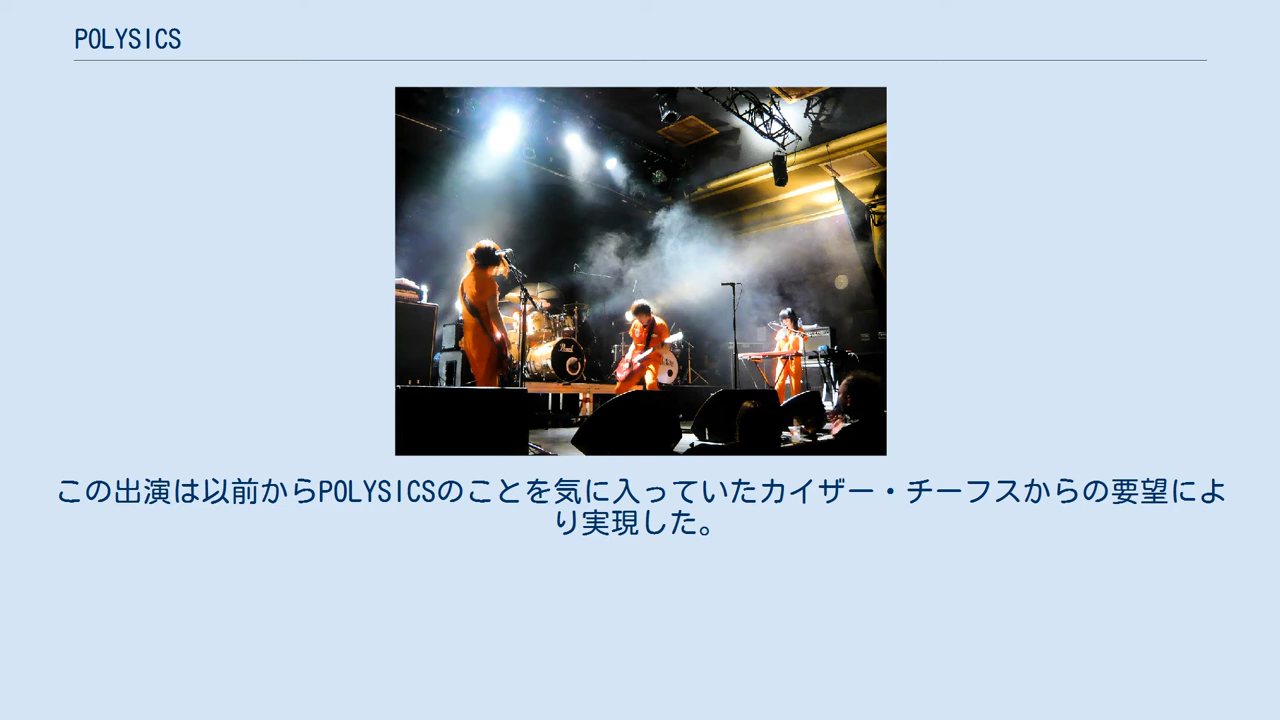 POLYSICS
この出演は以前からPOLYSICSのことを気に入っていたカイザー・チーフスからの要望によ
り実現した。